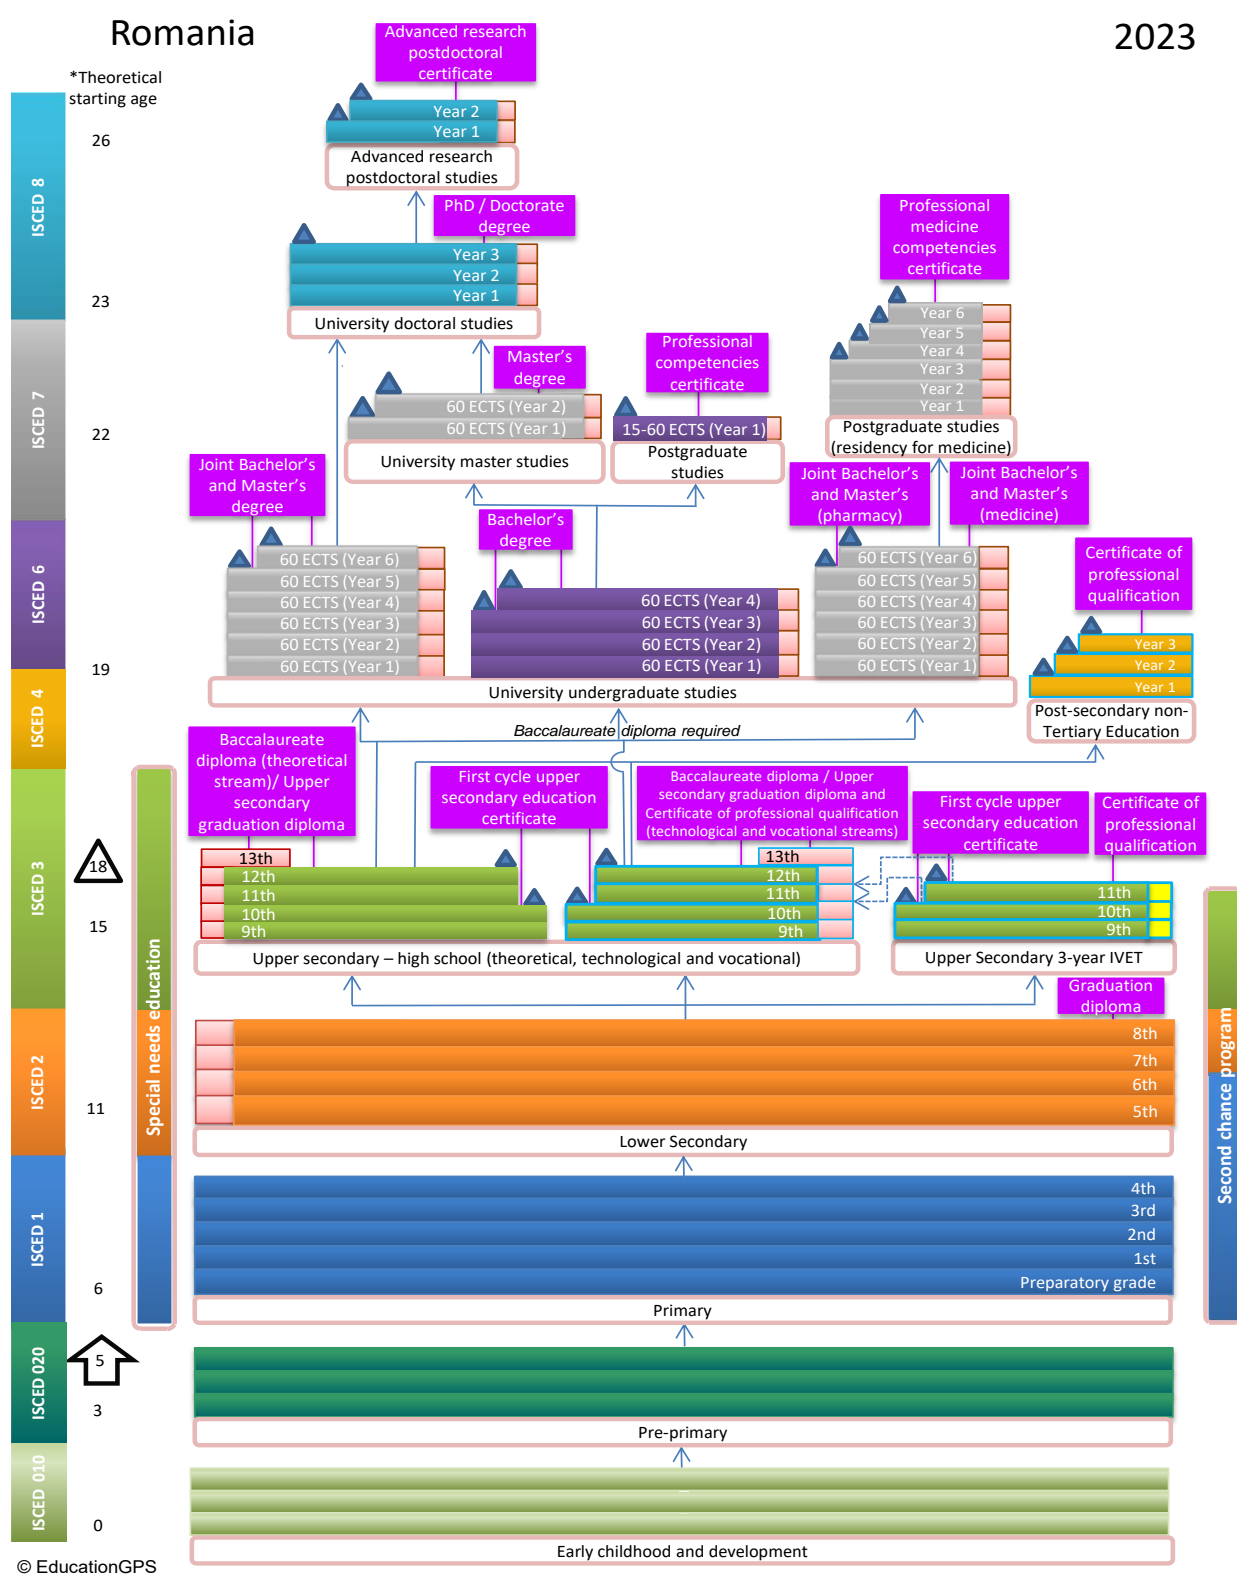 Romania
2023
*Theoretical
starting age
Advanced research
postdoctoral
certificate
Year 2
Year 1
26
Advanced research
postdoctoral studies
ISCED 8
PhD / Doctorate
degree
Professional
medicine
competencies
certificate
Year 3
Year 2
Year 1
23
University doctoral studies
Year 6
Year 5
Year 4
Year 3
Year 2
Year 1
Master's
degree
Professional
competencies
certificate
ISCED 7
60 ECTS (Year 2)
60 ECTS (Year 1)
15-60 ECTS (Year 1)
22
University master studies
Postgraduate
studies
Postgraduate studies
(residency for medicine)
Joint Bachelor's
and Master's
degree
Bachelor's
degree
Joint Bachelor's
and Master's
(pharmacy)
Joint Bachelor's
and Master's
(medicine)
Certificate of
professional
qualification
ISCED 6
60 ECTS (Year 6)
60 ECTS (Year 5)
60 ECTS (Year 4)
60 ECTS (Year 3)
60 ECTS (Year 2)
60 ECTS (Year 1)
60 ECTS (Year 4)
60 ECTS (Year 3)
60 ECTS (Year 2)
60 ECTS (Year 1)
60 ECTS (Year 6)
60 ECTS (Year 5)
60 ECTS (Year 4)
60 ECTS (Year 3)
60 ECTS (Year 2)
60 ECTS (Year 1)
Year 3
Year 2
Year 1
19
University undergraduate studies
Post-secondary non-
Tertiary Education
ISCED 4
Baccalaureate diploma required
Baccalaureate
diploma (theoretical
stream)/ Upper
secondary
graduation diploma
First cycle upper
secondary education
certificate
Baccalaureate diploma / Upper
secondary graduation diploma and
Certificate of professional qualification
(technological and vocational streams)
First cycle upper
secondary education
certificate
Certificate of
professional
qualification
ISCED 3
18
13th
12th
11th
10th
9th
13th
12th
11th
10th
9th
11th
10th
9th
15
Upper secondary – high school (theoretical, technological and vocational)
Upper Secondary 3-year IVET
Graduation
diploma
ISCED 2
Special needs education
8th
7th
6th
5th
11
Lower Secondary
Second chance program
ISCED 1
4th
3rd
2nd
1st
Preparatory grade
6
Primary
ISCED 020
5
3
Pre-primary
ISCED 010
0
Early childhood and development
© EducationGPS